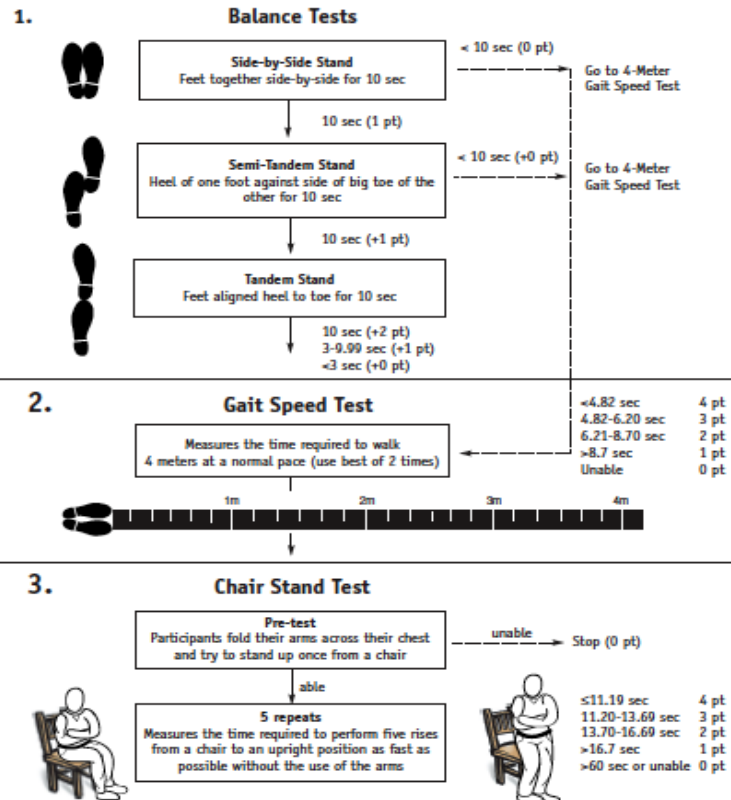 1.
Balance Tests
Side-by-Side Stand
Feet together side-by-side for 10 sec
< 10 sec (0 pt)
Go to 4-Meter
Gait Speed Test
10 sec (1 pt)
Semi-Tandem Stand
Heel of one foot against side of big toe of the
other for 10 sec
< 10 sec (+0 pt)
Go to 4-Meter
Gait Speed Test
10 sec (+1 pt)
Tandem Stand
Feet aligned heel to toe for 10 sec
10 sec (+2 pt)
3-9.99 sec (+1 pt)
<3 sec (+0 pt)
2.
Gait Speed Test
Measures the time required to walk
4 meters at a normal pace (use best of 2 times)
<4.82 sec 4 pt
4.82-6.20 sec 3 pt
6.21-8.70 sec 2 pt
>8.7 sec 1 pt
Unable 0 pt
1m 2m 3m 4m
3.
Chair Stand Test
Pre-test
Participants fold their arms across their chest
and try to stand up once from a chair
unable
Stop (0 pt)
able
5 repeats
Measures the time required to perform five rises
from a chair to an upright position as fast as
possible without the use of the arms
≤11.19 sec 4 pt
11.20-13.69 sec 3 pt
13.70-16.69 sec 2 pt
>16.7 sec 1 pt
>60 sec or unable 0 pt